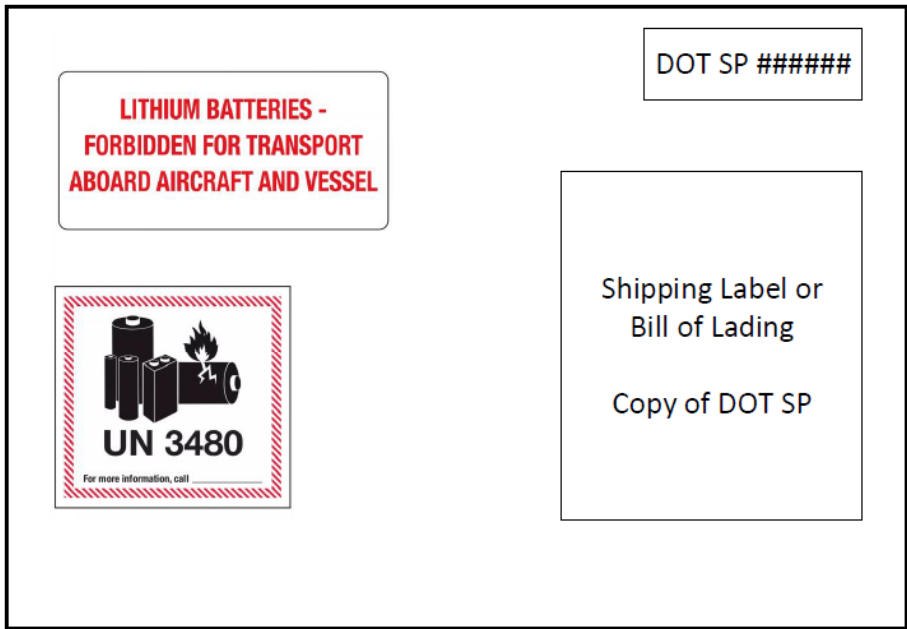 DOT SP ######
LITHIUM BATTERIES -
FORBIDDEN FOR TRANSPORT
ABOARD AIRCRAFT AND VESSEL
Shipping Label or
Bill of Lading
Copy of DOT SP
UN 3480
For more information, call ______________